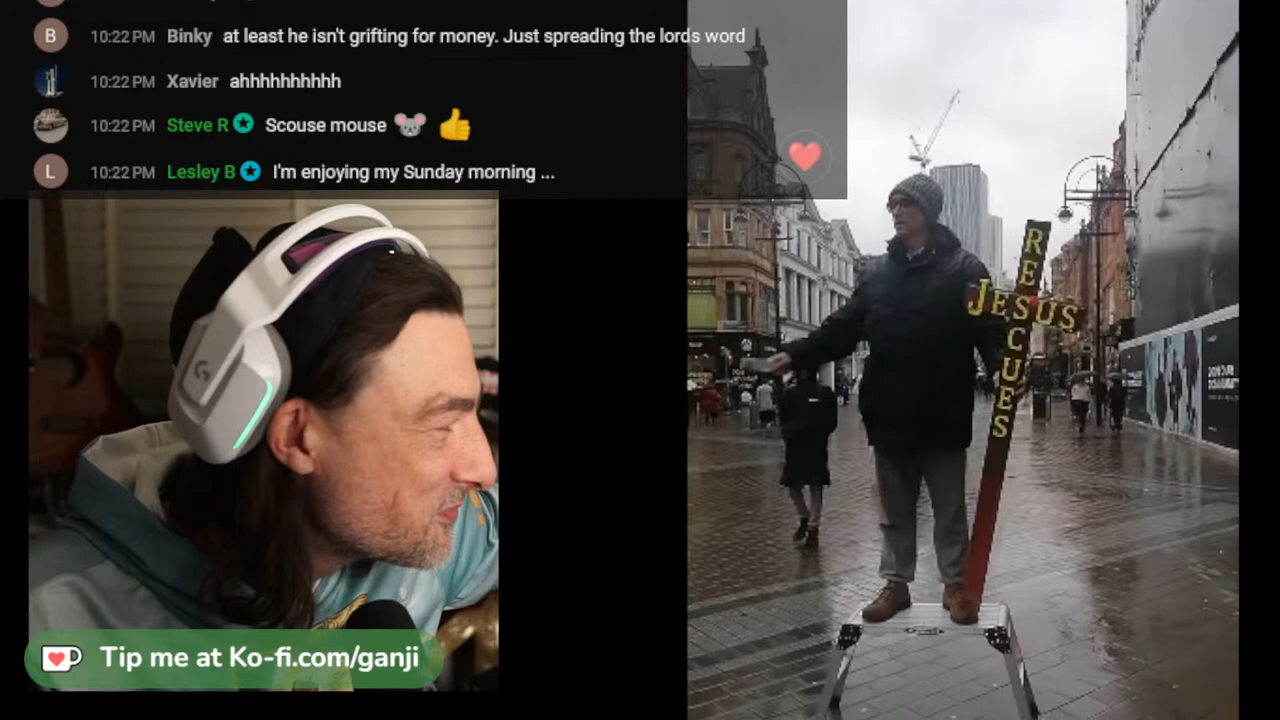 B 10:22 PM Binky at least he isn't grifting for money. Just spreading the lords word
10:22 PM Xavier ahhhhhhhhhh
10:22 PM Steve R Scouse mouse 🐭 👍
L 10:22 PM Lesley B I'm enjoying my Sunday morning ...
RESCUES
JESUS
Tip me at Ko-fi.com/ganji